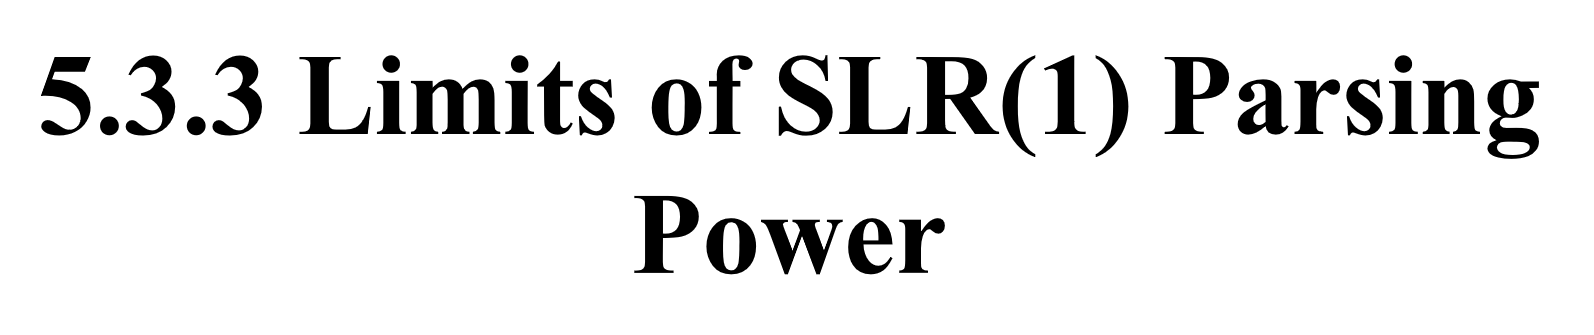 5.3.3 Limits of SLR(1) Parsing
Power